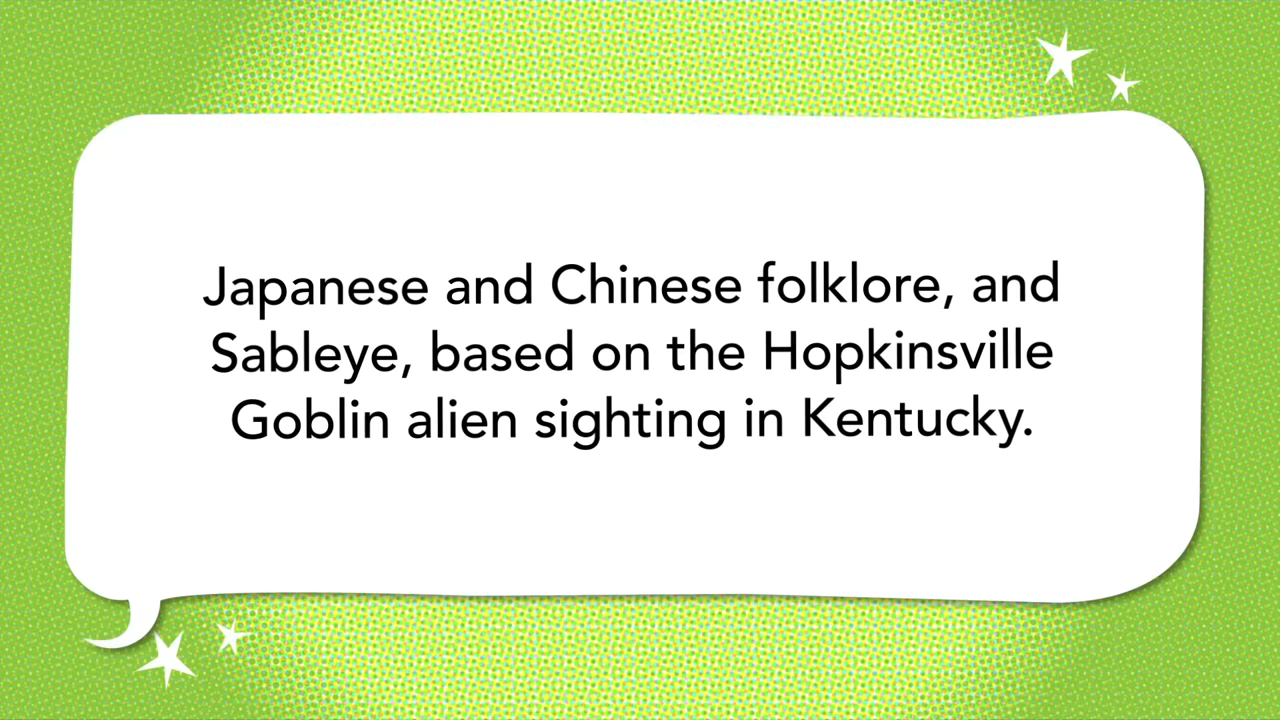 Japanese and Chinese folklore, and
Sableye, based on the Hopkinsville
Goblin alien sighting in Kentucky.